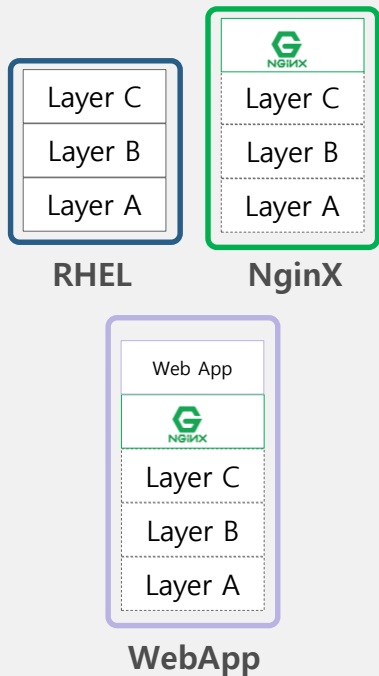 Layer C
Layer B
Layer A
RHEL
NGINX
Layer C
Layer B
Layer A
NginX
Web App
NGINX
Layer C
Layer B
Layer A
WebApp